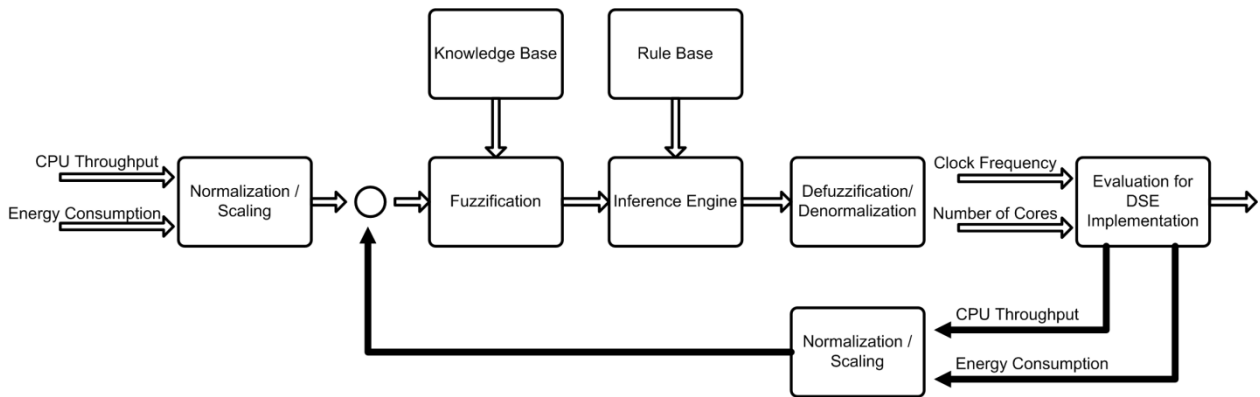 Knowledge Base
Rule Base
CPU Throughput
Energy Consumption
Normalization /
Scaling
Fuzzification
Inference Engine
Defuzzification/
Denormalization
Clock Frequency
Number of Cores
Evaluation for
DSE
Implementation
CPU Throughput
Energy Consumption
Normalization /
Scaling